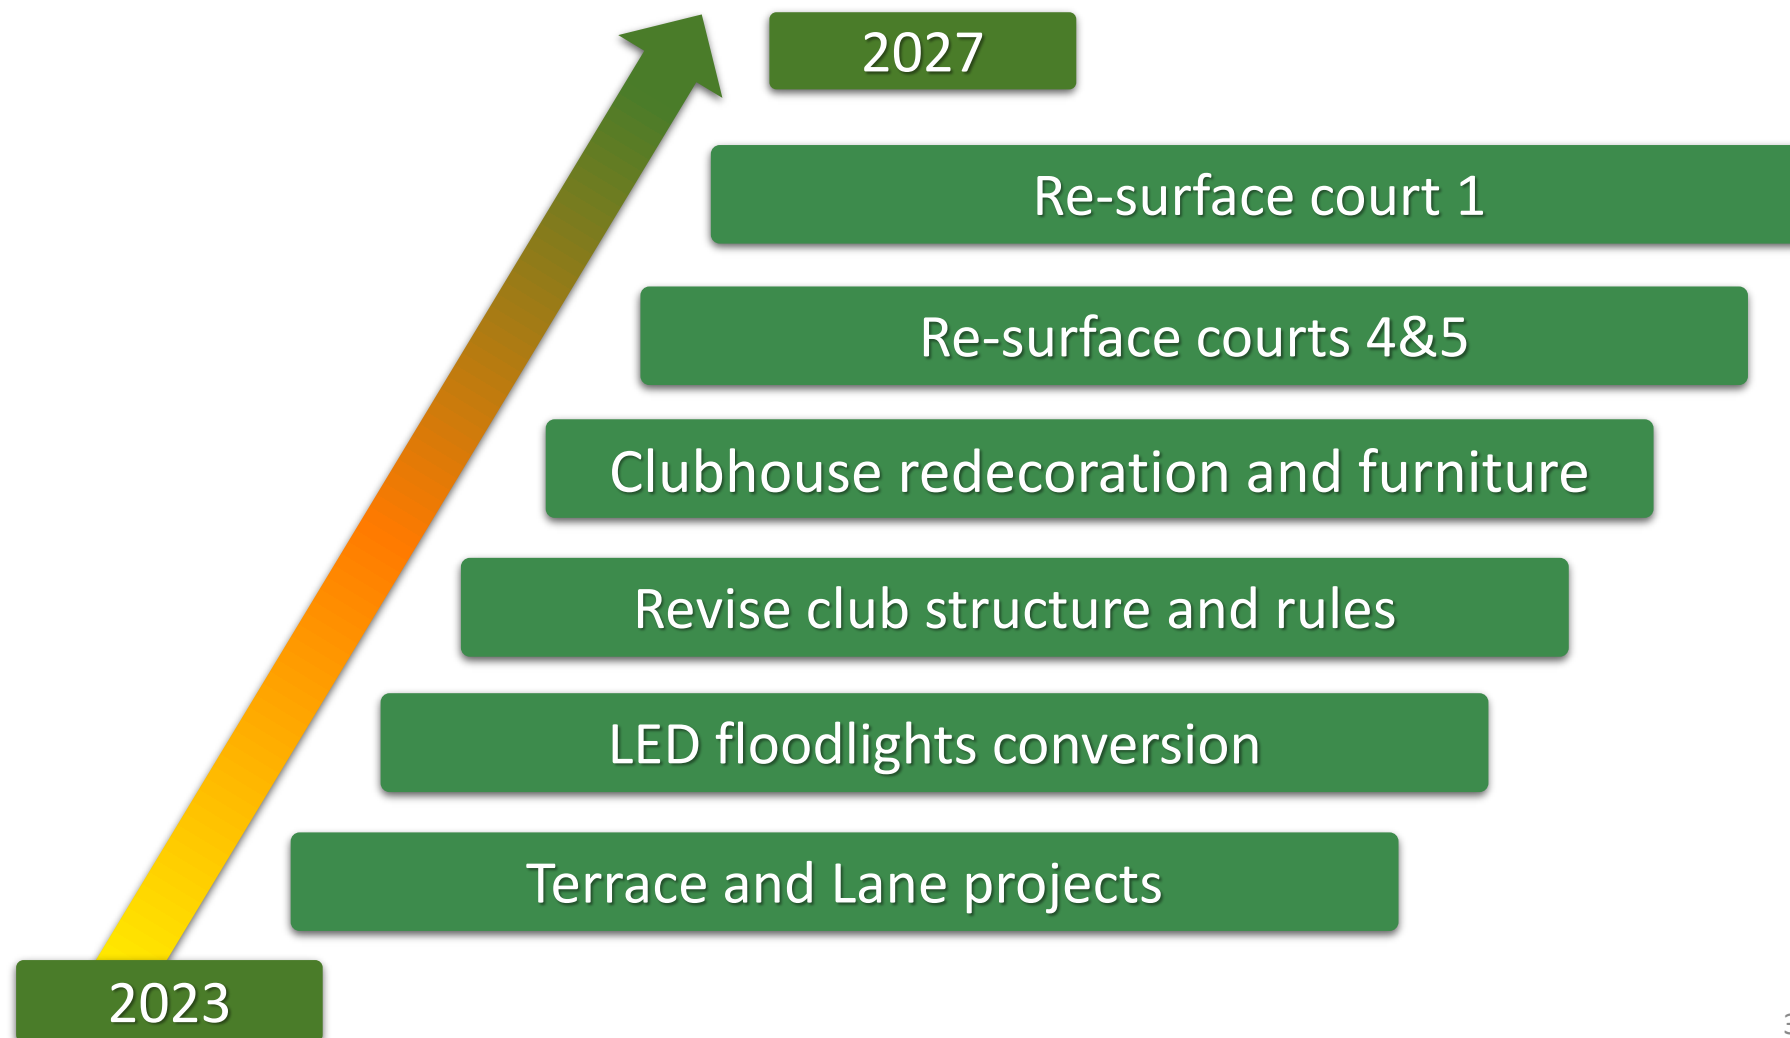 2027
Re-surface court 1
Re-surface courts 4&5
Clubhouse redecoration and furniture
Revise club structure and rules
LED floodlights conversion
Terrace and Lane projects
2023